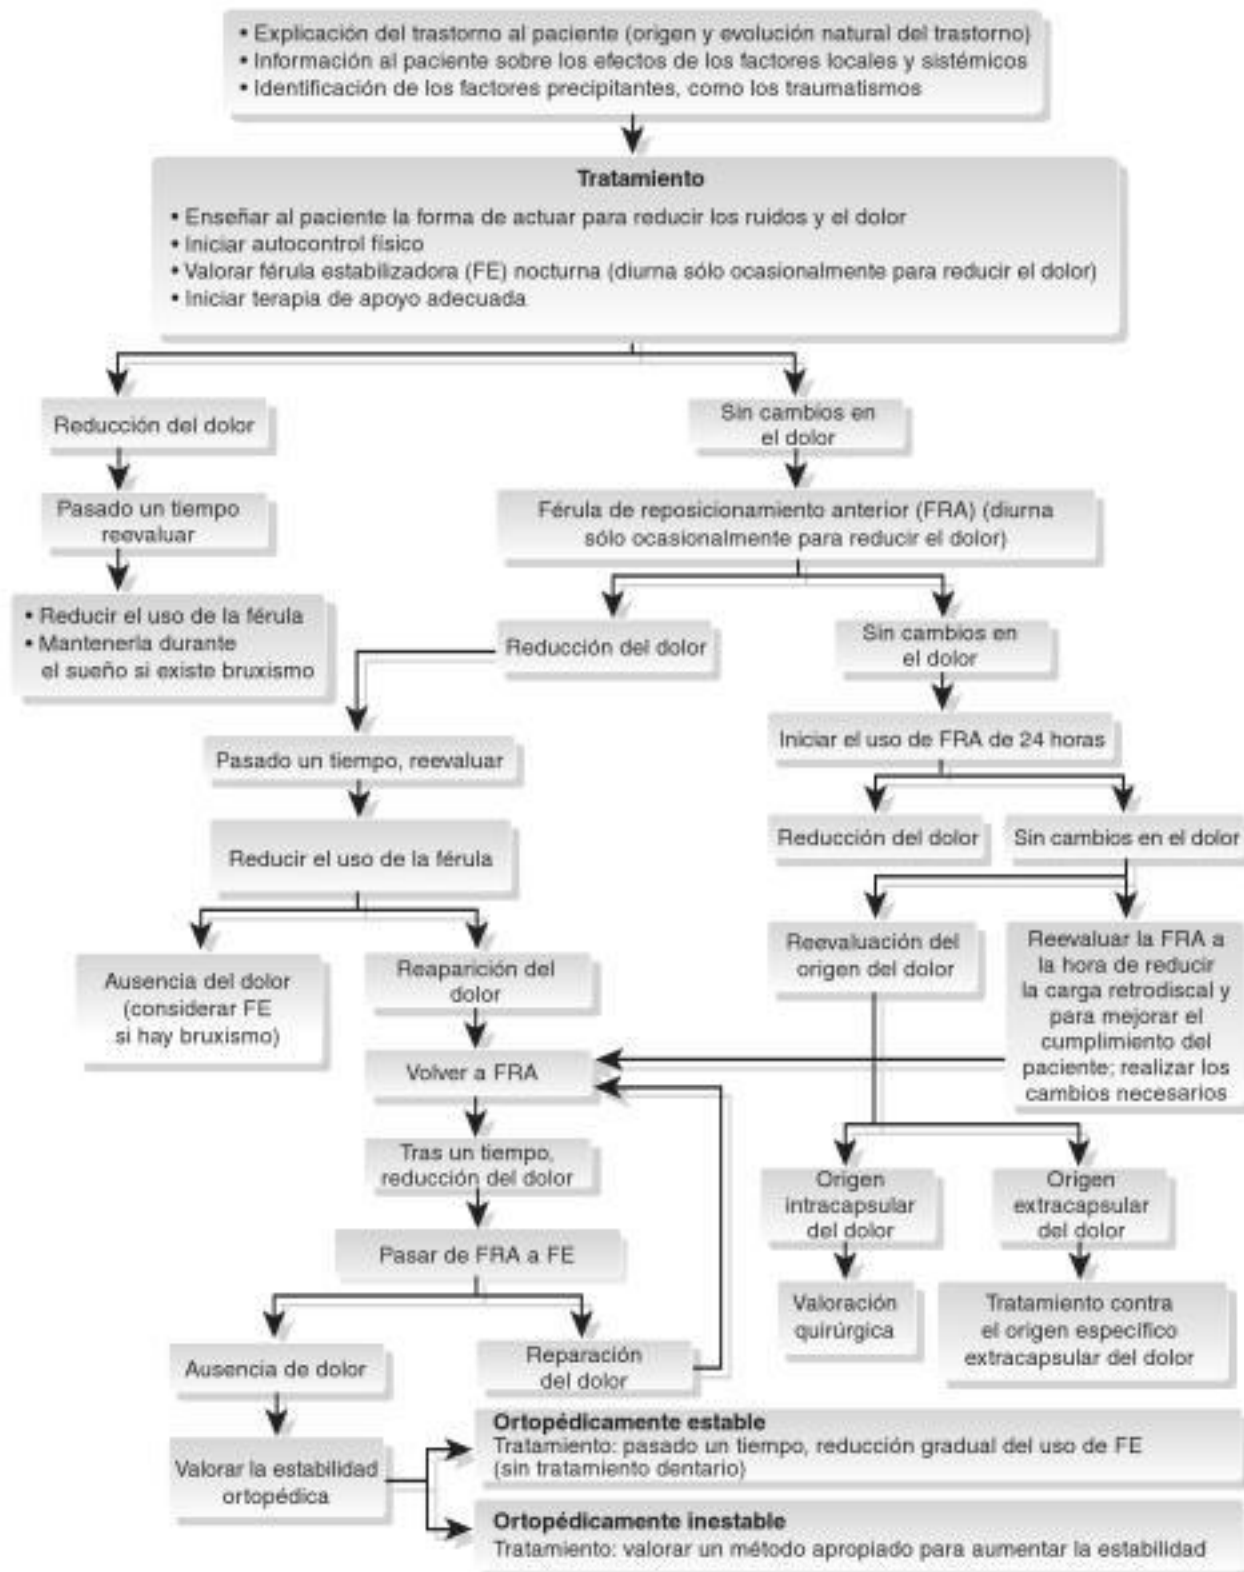 • Explicación del trastorno al paciente (origen y evolución natural del trastorno)
• Información al paciente sobre los efectos de los factores locales y sistémicos
• Identificación de los factores precipitantes, como los traumatismos
Tratamiento
• Enseñar al paciente la forma de actuar para reducir los ruidos y el dolor
• Iniciar autocontrol físico
• Valorar férula estabilizadora (FE) nocturna (diurna sólo ocasionalmente para reducir el dolor)
• Iniciar terapia de apoyo adecuada
Reducción del dolor
Sin cambios en
el dolor
Pasado un tiempo
reevaluar
Férula de reposicionamiento anterior (FRA) (diurna
sólo ocasionalmente para reducir el dolor)
• Reducir el uso de la férula
• Mantenerla durante
el sueño si existe bruxismo
Reducción del dolor
Sin cambios en
el dolor
Pasado un tiempo, reevaluar
Iniciar el uso de FRA de 24 horas
Reducir el uso de la férula
Reducción del dolor
Sin cambios en el dolor
Ausencia del dolor
(considerar FE
si hay bruxismo)
Reaparición del
dolor
Reevaluación del
origen del dolor
Reevaluar la FRA a
la hora de reducir
la carga retrodiscal y
para mejorar el
cumplimiento del
paciente; realizar los
cambios necesarios
Volver a FRA
Tras un tiempo,
reducción del dolor
Origen
intracapsular
del dolor
Origen
extracapsular
del dolor
Pasar de FRA a FE
Valoración
quirúrgica
Tratamiento contra
el origen específico
extracapsular del dolor
Ausencia de dolor
Reparación
del dolor
Valorar la estabilidad
ortopédica
Ortopédicamente estable
Tratamiento: pasado un tiempo, reducción gradual del uso de FE
(sin tratamiento dentario)
Ortopédicamente inestable
Tratamiento: valorar un método apropiado para aumentar la estabilidad